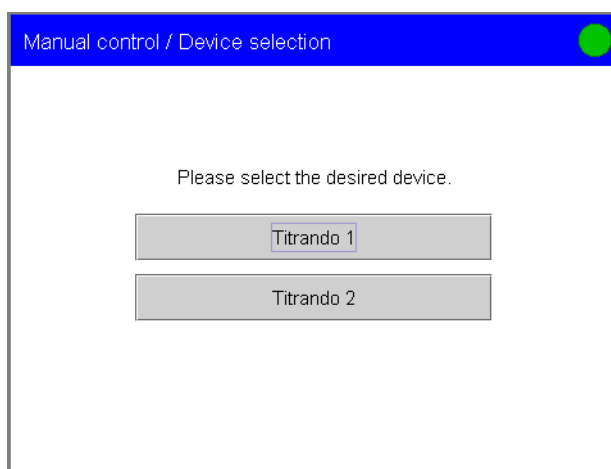 Manual control / Device selection
Please select the desired device.
Titrando 1
Titrando 2